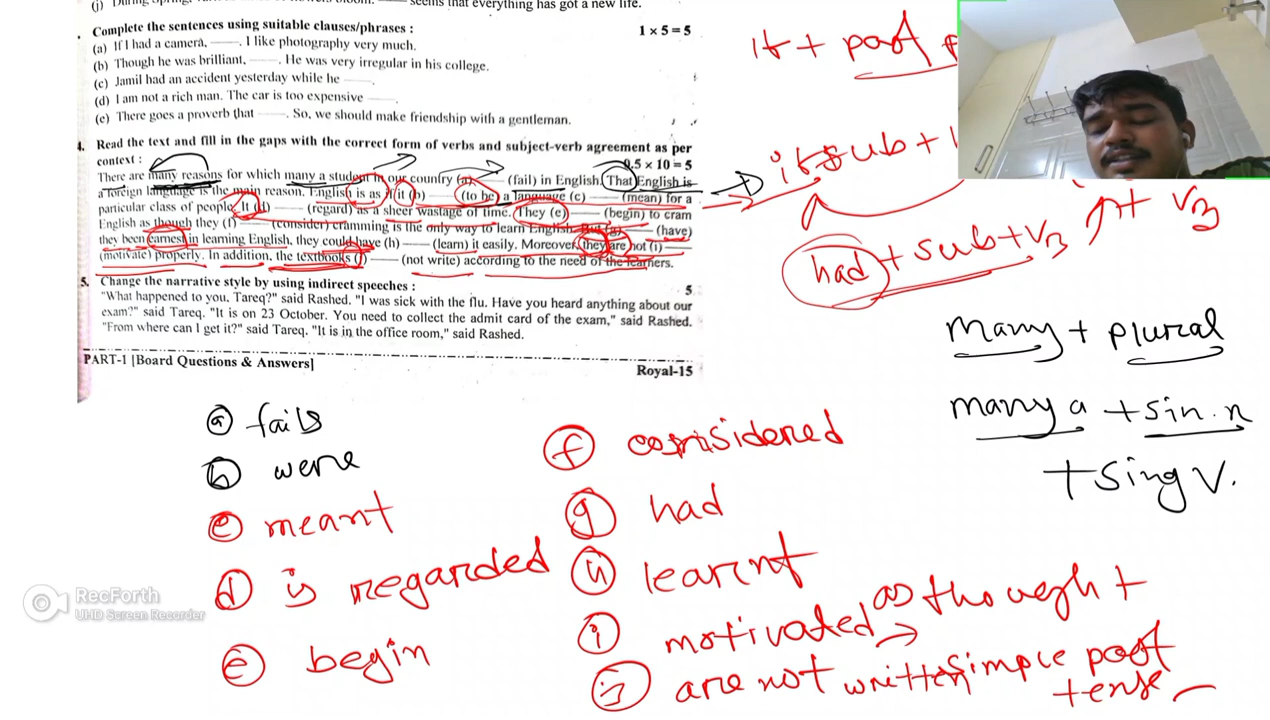 (j) During Spring, seems that everything has got a new life.
Complete the sentences using suitable clauses/phrases : 1 × 5 = 5
(a) If I had a camera, ——. I like photography very much.
(b) Though he was brilliant, ——. He was very irregular in his college.
(c) Jamil had an accident yesterday while he ——.
(d) I am not a rich man. The car is too expensive ——.
(e) There goes a proverb that ——. So, we should make friendship with a gentleman.
4. Read the text and fill in the gaps with the correct form of verbs and subject-verb agreement as per
context : 0.5 × 10 = 5
There are many reasons for which many a student in our country (a) —— (fail) in English. That English is
a foreign language is the main reason. English is as if it (b) —— (to be) a language (c) —— (mean) for a
particular class of people. It (d) —— (regard) as a sheer wastage of time. They (e) —— (begin) to cram
English as though they (f) —— (consider) cramming is the only way to learn English. But (g) —— (have)
they been earnest in learning English, they could have (h) —— (learn) it easily. Moreover, they are not (i) ——
(motivate) properly. In addition, the textbooks (j) —— (not write) according to the need of the learners.
5. Change the narrative style by using indirect speeches : 5
"What happened to you, Tareq?" said Rashed. "I was sick with the flu. Have you heard anything about our
exam?" said Tareq. "It is on 23 October. You need to collect the admit card of the exam," said Rashed.
"From where can I get it?" said Tareq. "It is in the office room," said Rashed.
PART-1 [Board Questions & Answers]
Royal-15
If + past
if + sub +
had + sub + v3
+ v3
many + plural
many a + sin. n
+ sing v.
(a) fails
(b) were
(c) meant
(d) is regarded
(e) begin
(f) considered
(g) had
(h) learnt
(i) motivated
(j) are not written
as though +
simple past
tense
RecForth
UHD Screen Recorder